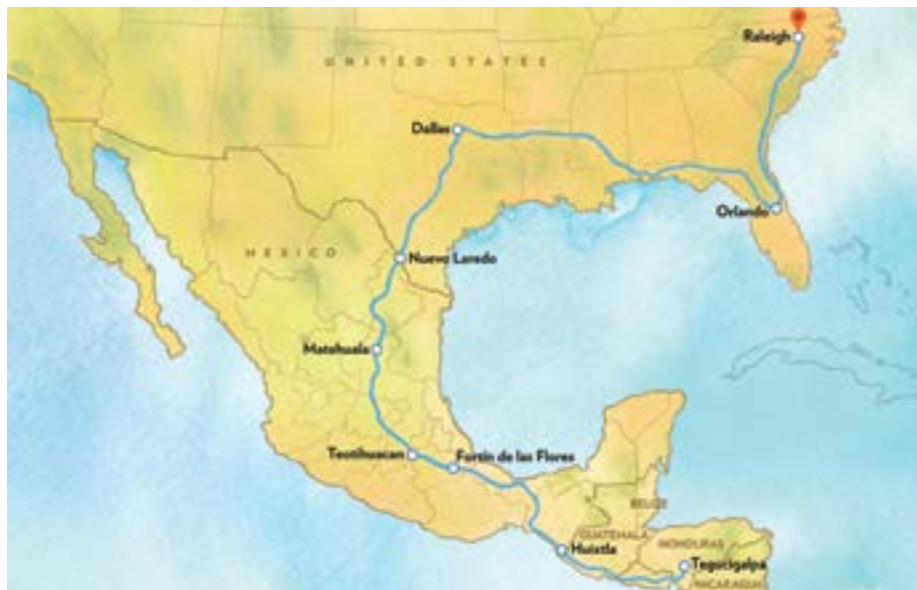 Raleigh
UNITED STATES
Dallas
Orlando
MEXICO
Nuevo Laredo
Matehuala
Teotihuacan
Fortín de las Flores
BELIZE
GUATEMALA
HONDURAS
Huixtla
Tegucigalpa
NICARAGUA